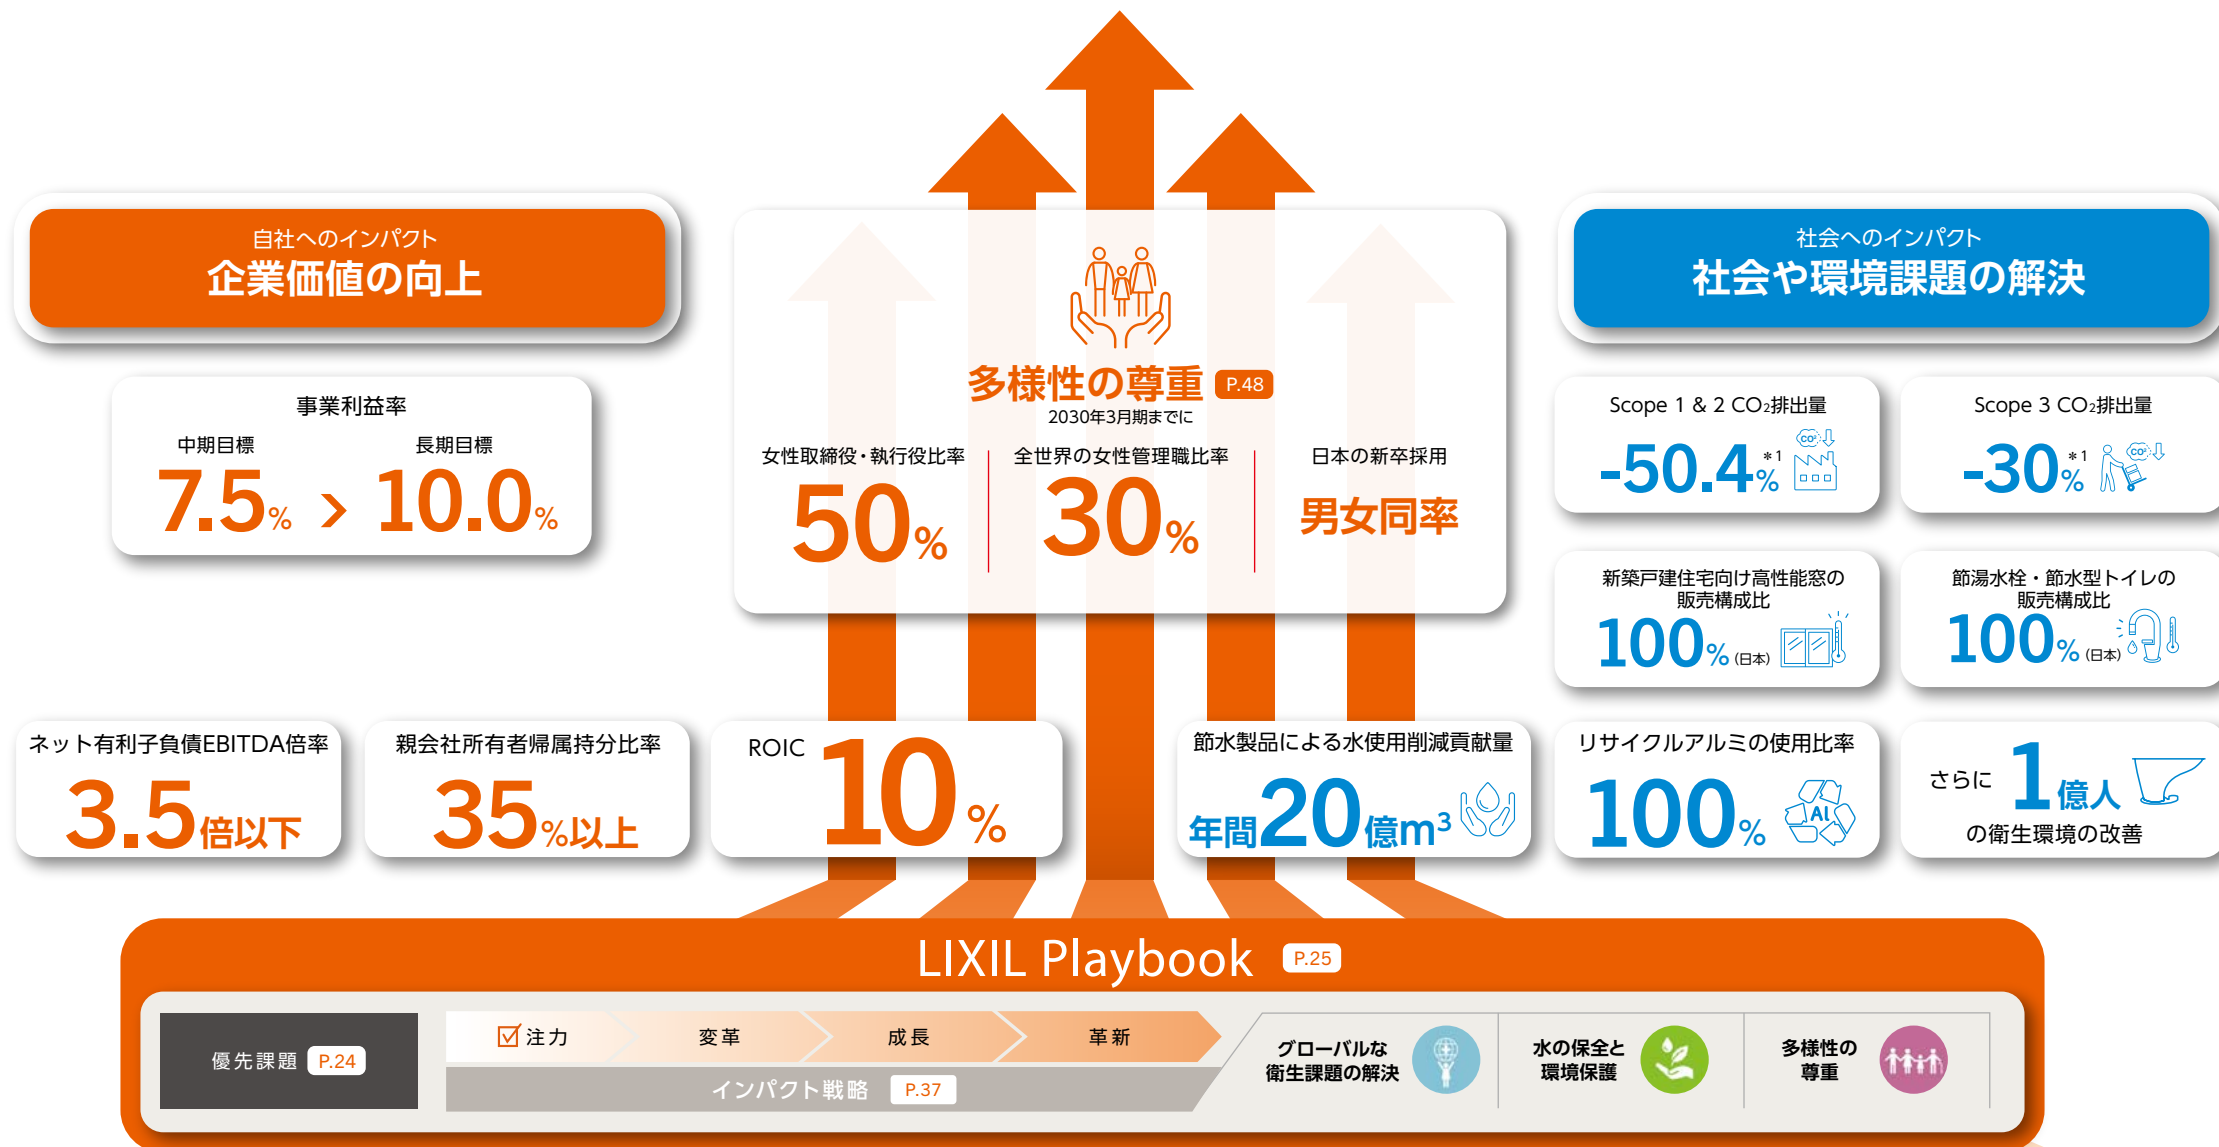 自社へのインパクト
企業価値の向上
事業利益率
中期目標
7.5%
>
長期目標
10.0%
多様性の尊重 P.48
2030年3月期までに
女性取締役・執行役比率
50%
全世界の女性管理職比率
30%
日本の新卒採用
男女同率
社会へのインパクト
社会や環境課題の解決
Scope 1 & 2 CO₂排出量
-50.4%*1
CO²
Scope 3 CO₂排出量
-30%*1
CO²
新築戸建住宅向け高性能窓の
販売構成比
100%(日本)
節湯水栓・節水型トイレの
販売構成比
100%(日本)
ネット有利子負債EBITDA倍率
3.5倍以下
親会社所有者帰属持分比率
35%以上
ROIC 10%
節水製品による水使用削減貢献量
年間20億m³
リサイクルアルミの使用比率
100%
Al
さらに 1億人
の衛生環境の改善
LIXIL Playbook P.25
優先課題 P.24
注力
変革
成長
革新
インパクト戦略 P.37
グローバルな
衛生課題の解決
水の保全と
環境保護
多様性の
尊重